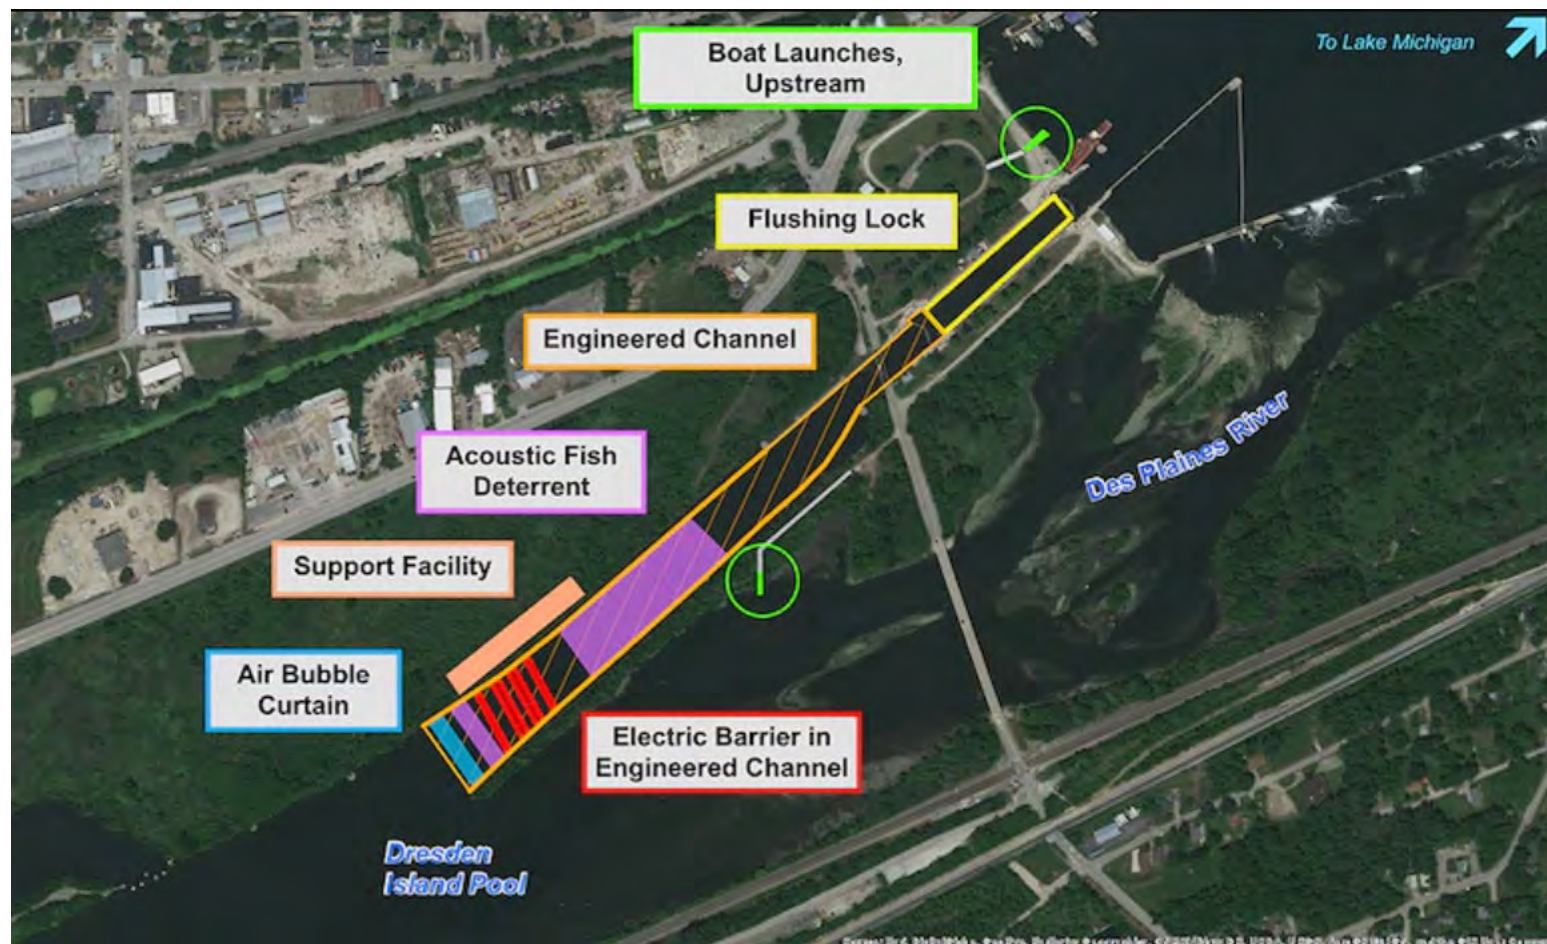 To Lake Michigan
Boat Launches,
Upstream
Flushing Lock
Engineered Channel
Acoustic Fish
Deterrent
Des Plaines River
Support Facility
Air Bubble
Curtain
Electric Barrier in
Engineered Channel
Dresden
Island Pool